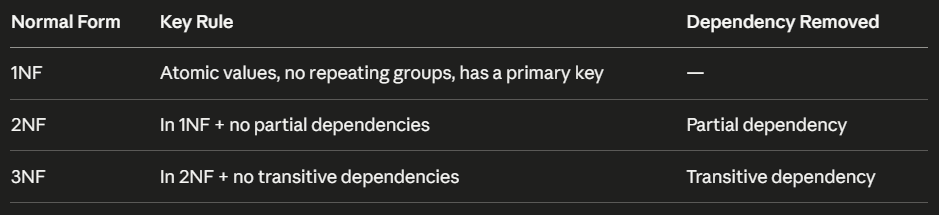 Normal Form Key Rule Dependency Removed
1NF Atomic values, no repeating groups, has a primary key —
2NF In 1NF + no partial dependencies Partial dependency
3NF In 2NF + no transitive dependencies Transitive dependency